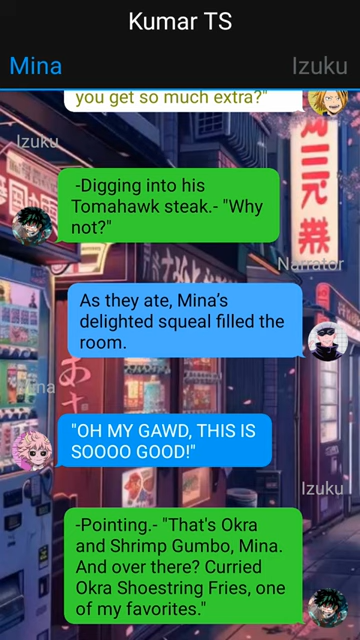 Kumar TS
Mina
Izuku
you get so much extra?"
Izuku
-Digging into his
Tomahawk steak.- "Why
not?"
Narrator
As they ate, Mina's
delighted squeal filled the
room.
"OH MY GAWD, THIS IS
SOOOO GOOD!"
Izuku
-Pointing.- "That's Okra
and Shrimp Gumbo, Mina.
And over there? Curried
Okra Shoestring Fries, one
of my favorites."